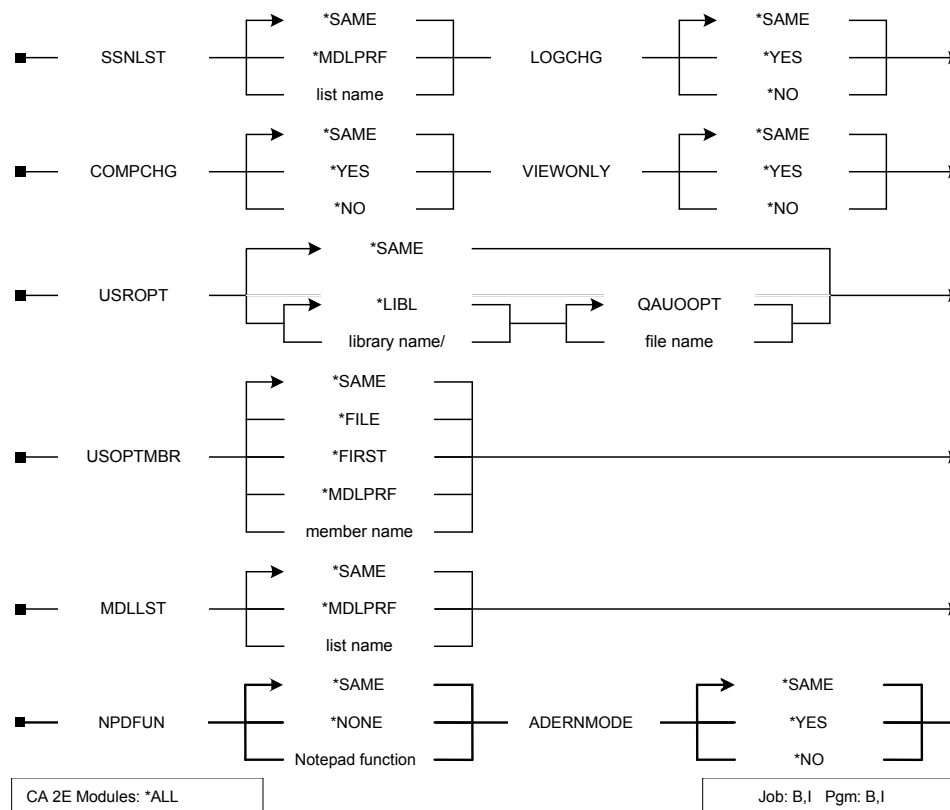 *SAME *SAME
SSNLST *MDLPRF LOGCHG *YES
list name *NO
*SAME *SAME
COMPCHG *YES VIEWONLY *YES
*NO *NO
*SAME
USROPT *LIBL QAUOOPT
library name/ file name
*SAME
*FILE
USOPTMBR *FIRST
*MDLPRF
member name
*SAME
MDLLST *MDLPRF
list name
*SAME *SAME
NPDFUN *NONE ADERNMODE *YES
Notepad function *NO
CA 2E Modules: *ALL Job: B,I Pgm: B,I